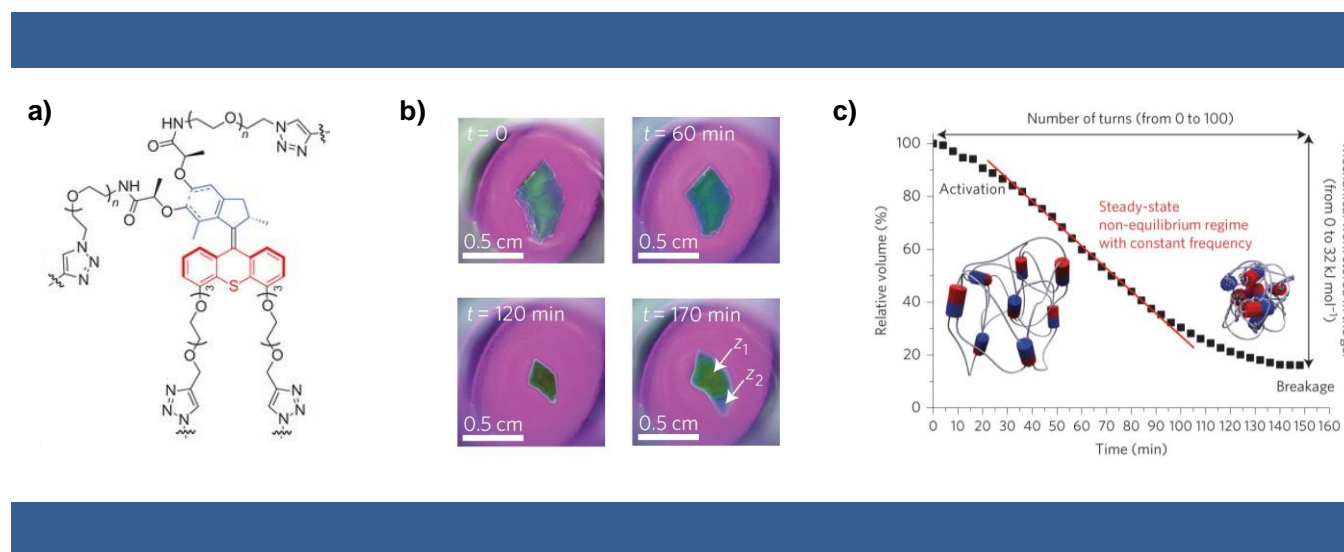 a)
HN
O
O
n
N
N
N
O
O
NH
O
n
O
O
N
N
N
S
O
3
O
3
O
O
N
N
N
N
N
N
b)
t = 0
0.5 cm
t = 60 min
0.5 cm
t = 120 min
0.5 cm
t = 170 min
z1
z2
0.5 cm
c)
Number of turns (from 0 to 100)
(from 0 to 32 kJ mol⁻¹)
Relative volume (%)
100
80
60
40
20
0
Activation
Steady-state
non-equilibrium regime
with constant frequency
Breakage
0 10 20 30 40 50 60 70 80 90 100 110 120 130 140 150 160
Time (min)